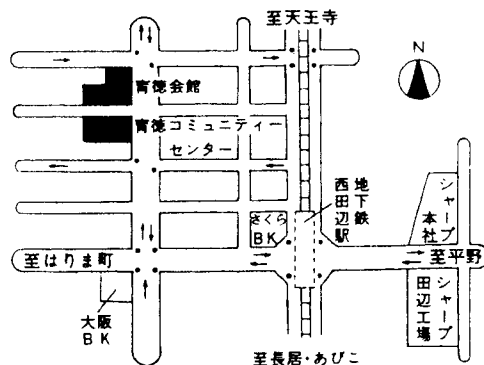 至天王寺
N
育徳会館
育徳コミュニティー
センター
地下鉄
西田辺駅
さくら
BK
シャープ
本社
至はりま町
至平野
大阪
BK
シャープ
田辺工場
至長居・あびこ